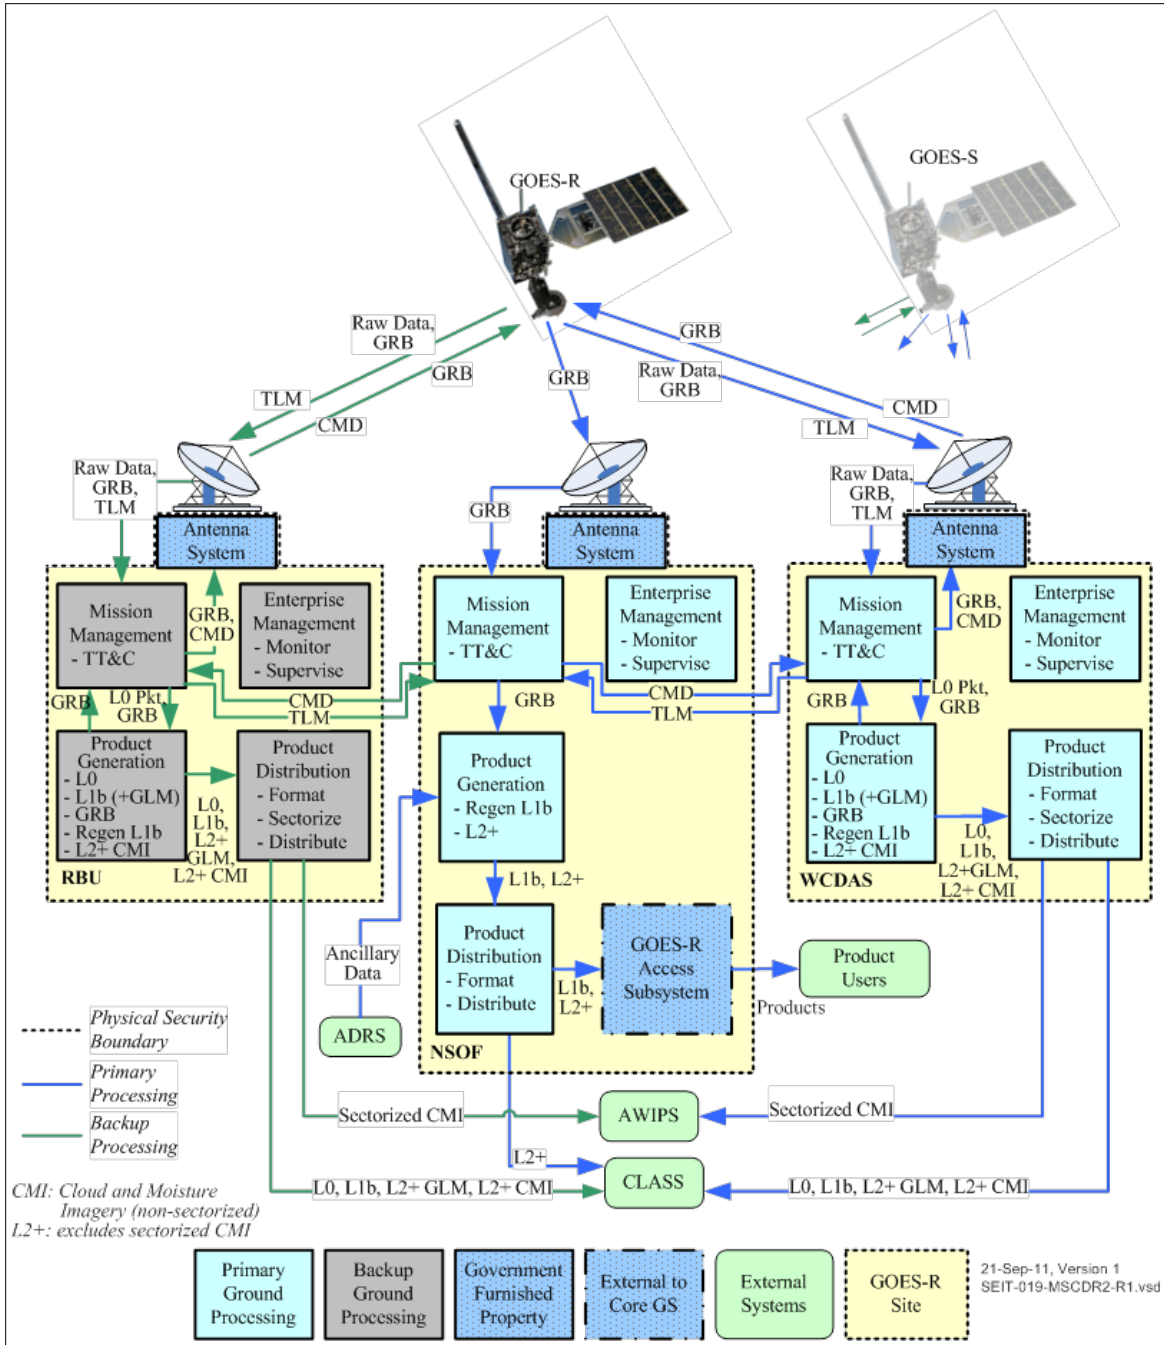 GOES-R
GOES-S
Raw Data,
GRB
GRB
TLM
CMD
GRB
GRB
Raw Data,
GRB
CMD
TLM
Raw Data,
GRB,
TLM
Antenna
System
GRB
Antenna
System
Raw Data,
GRB,
TLM
Antenna
System
Mission
Management
- TT&C
GRB,
CMD
Enterprise
Management
- Monitor
- Supervise
GRB
L0 Pkt,
GRB
Product
Generation
- L0
- L1b (+GLM)
- GRB
- Regen L1b
- L2+ CMI
L0,
L1b,
L2+
GLM,
L2+ CMI
Product
Distribution
- Format
- Sectorize
- Distribute
RBU
CMD
TLM
Mission
Management
- TT&C
Enterprise
Management
- Monitor
- Supervise
GRB
Product
Generation
- Regen L1b
- L2+
L1b, L2+
Product
Distribution
- Format
- Distribute
L1b,
L2+
GOES-R
Access
Subsystem
NSOF
CMD
TLM
Mission
Management
- TT&C
GRB,
CMD
Enterprise
Management
- Monitor
- Supervise
GRB
L0 Pkt,
GRB
Product
Generation
- L0
- L1b (+GLM)
- GRB
- Regen L1b
- L2+ CMI
L0,
L1b,
L2+GLM,
L2+ CMI
Product
Distribution
- Format
- Sectorize
- Distribute
WCDAS
Ancillary
Data
ADRS
Products
Product
Users
Sectorized CMI
AWIPS
Sectorized CMI
L2+
L0, L1b, L2+ GLM, L2+ CMI
CLASS
L0, L1b, L2+ GLM, L2+ CMI
Physical Security
Boundary
Primary
Processing
Backup
Processing
CMI: Cloud and Moisture
Imagery (non-sectorized)
L2+: excludes sectorized CMI
Primary
Ground
Processing
Backup
Ground
Processing
Government
Furnished
Property
External to
Core GS
External
Systems
GOES-R
Site
21-Sep-11, Version 1
SEIT-019-MSCDR2-R1.vsd